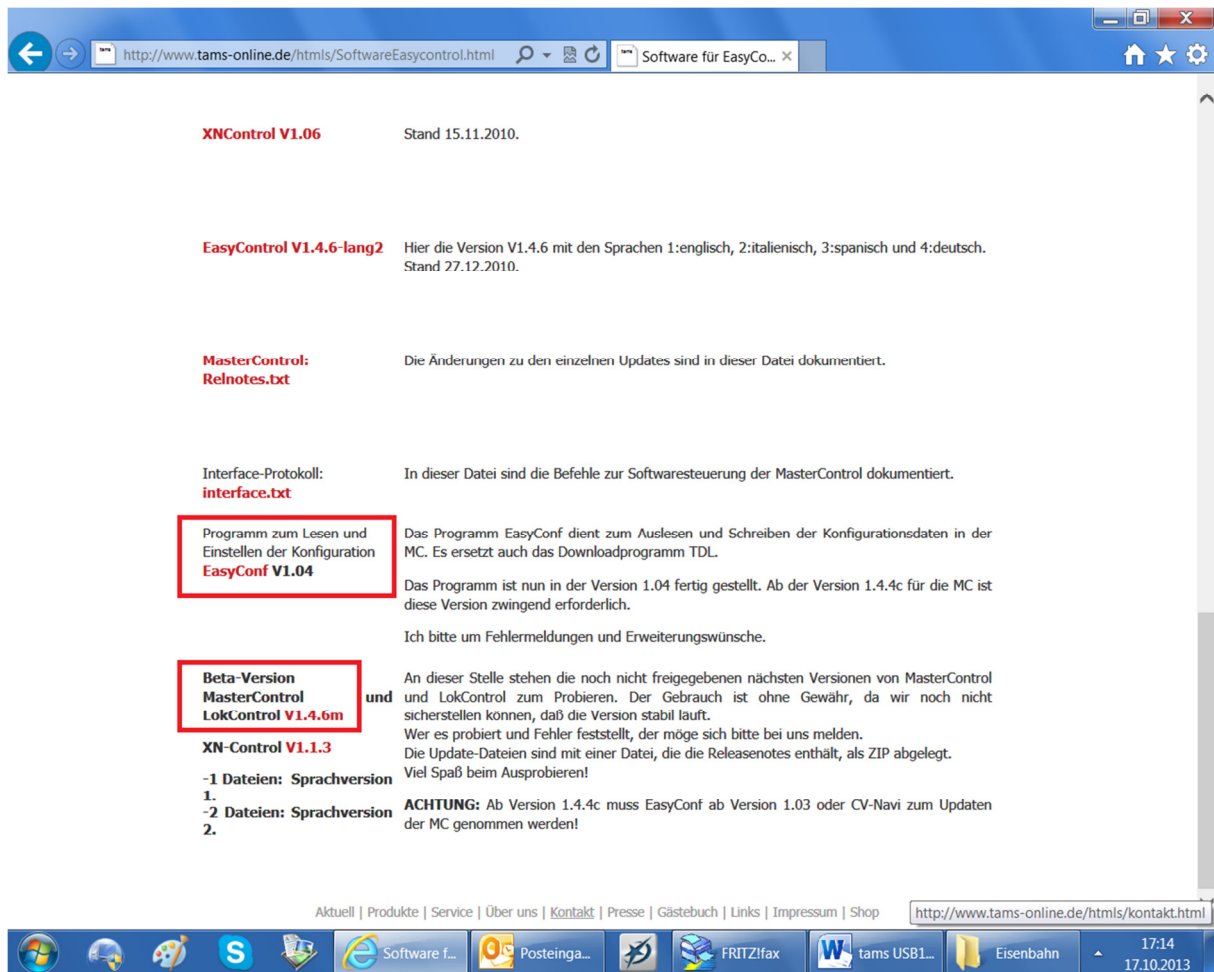 http://www.tams-online.de/htmls/SoftwareEasycontrol.html
Software für EasyCo...
XNControl V1.06
Stand 15.11.2010.
EasyControl V1.4.6-lang2
Hier die Version V1.4.6 mit den Sprachen 1:englisch, 2:italienisch, 3:spanisch und 4:deutsch.
Stand 27.12.2010.
MasterControl:
Relnotes.txt
Die Änderungen zu den einzelnen Updates sind in dieser Datei dokumentiert.
Interface-Protokoll:
interface.txt
In dieser Datei sind die Befehle zur Softwaresteuerung der MasterControl dokumentiert.
Programm zum Lesen und
Einstellen der Konfiguration
EasyConf V1.04
Das Programm EasyConf dient zum Auslesen und Schreiben der Konfigurationsdaten in der
MC. Es ersetzt auch das Downloadprogramm TDL.
Das Programm ist nun in der Version 1.04 fertig gestellt. Ab der Version 1.4.4c für die MC ist
diese Version zwingend erforderlich.
Ich bitte um Fehlermeldungen und Erweiterungswünsche.
Beta-Version
MasterControl und
LokControl V1.4.6m
XN-Control V1.1.3
-1 Dateien: Sprachversion
1.
-2 Dateien: Sprachversion
2.
An dieser Stelle stehen die noch nicht freigegebenen nächsten Versionen von MasterControl
und LokControl zum Probieren. Der Gebrauch ist ohne Gewähr, da wir noch nicht
sicherstellen können, daß die Version stabil läuft.
Wer es probiert und Fehler feststellt, der möge sich bitte bei uns melden.
Die Update-Dateien sind mit einer Datei, die die Releasenotes enthält, als ZIP abgelegt.
Viel Spaß beim Ausprobieren!
ACHTUNG: Ab Version 1.4.4c muss EasyConf ab Version 1.03 oder CV-Navi zum Updaten
der MC genommen werden!
Aktuell | Produkte | Service | Über uns | Kontakt | Presse | Gästebuch | Links | Impressum | Shop
http://www.tams-online.de/htmls/kontakt.html
Software f...
Posteinga...
FRITZ!fax
tams USB1...
Eisenbahn
17:14
17.10.2013